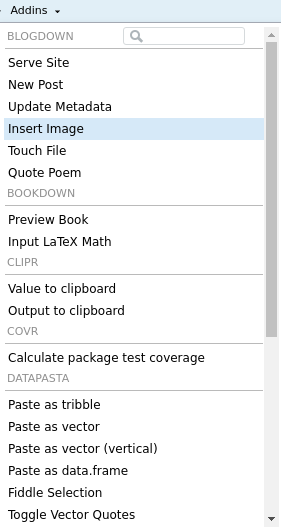 Addins
BLOGDOWN
Serve Site
New Post
Update Metadata
Insert Image
Touch File
Quote Poem
BOOKDOWN
Preview Book
Input LaTeX Math
CLIPR
Value to clipboard
Output to clipboard
COVR
Calculate package test coverage
DATAPASTA
Paste as tribble
Paste as vector
Paste as vector (vertical)
Paste as data.frame
Fiddle Selection
Toggle Vector Quotes